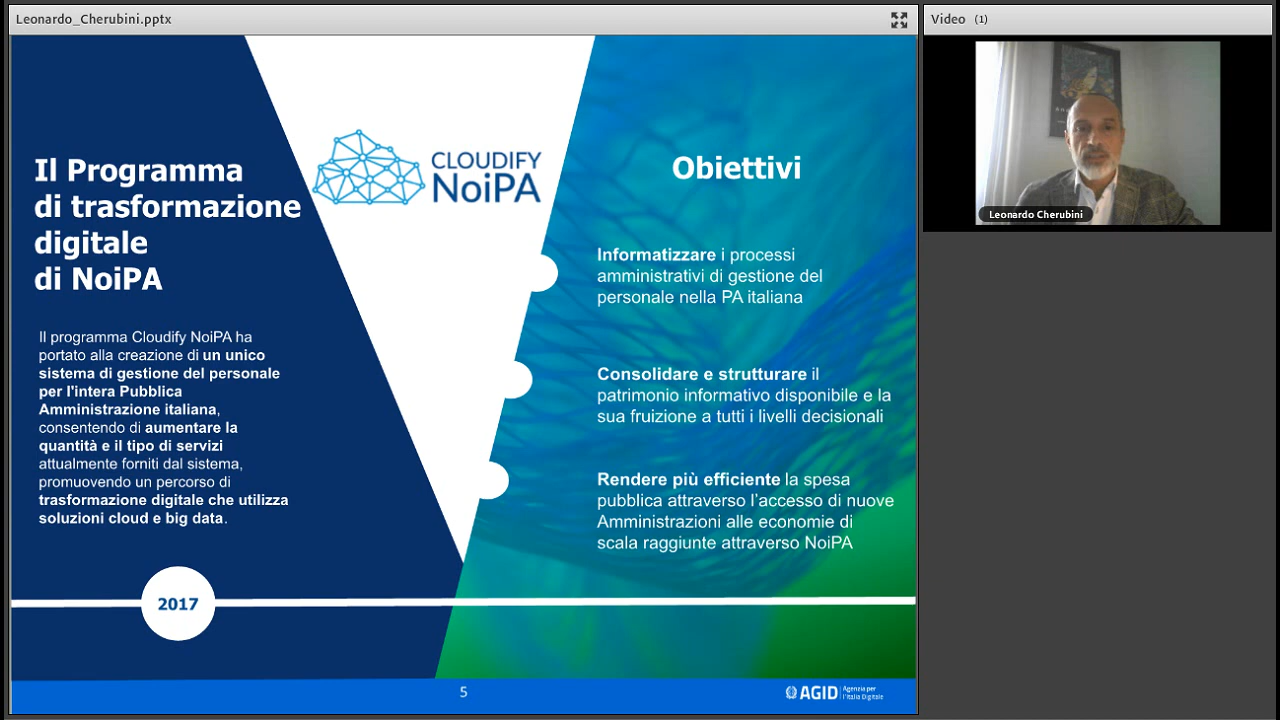 Leonardo_Cherubini.pptx
Video (1)
Leonardo Cherubini
Il Programma
di trasformazione
digitale
di NoiPA
Il programma Cloudify NoiPA ha
portato alla creazione di un unico
sistema di gestione del personale
per l'intera Pubblica
Amministrazione italiana,
consentendo di aumentare la
quantità e il tipo di servizi
attualmente forniti dal sistema,
promuovendo un percorso di
trasformazione digitale che utilizza
soluzioni cloud e big data.
2017
CLOUDIFY
NoiPA
Obiettivi
Informatizzare i processi
amministrativi di gestione del
personale nella PA italiana
Consolidare e strutturare il
patrimonio informativo disponibile e la
sua fruizione a tutti i livelli decisionali
Rendere più efficiente la spesa
pubblica attraverso l’accesso di nuove
Amministrazioni alle economie di
scala raggiunte attraverso NoiPA
5
AGID
Agenzia per
l'Italia Digitale